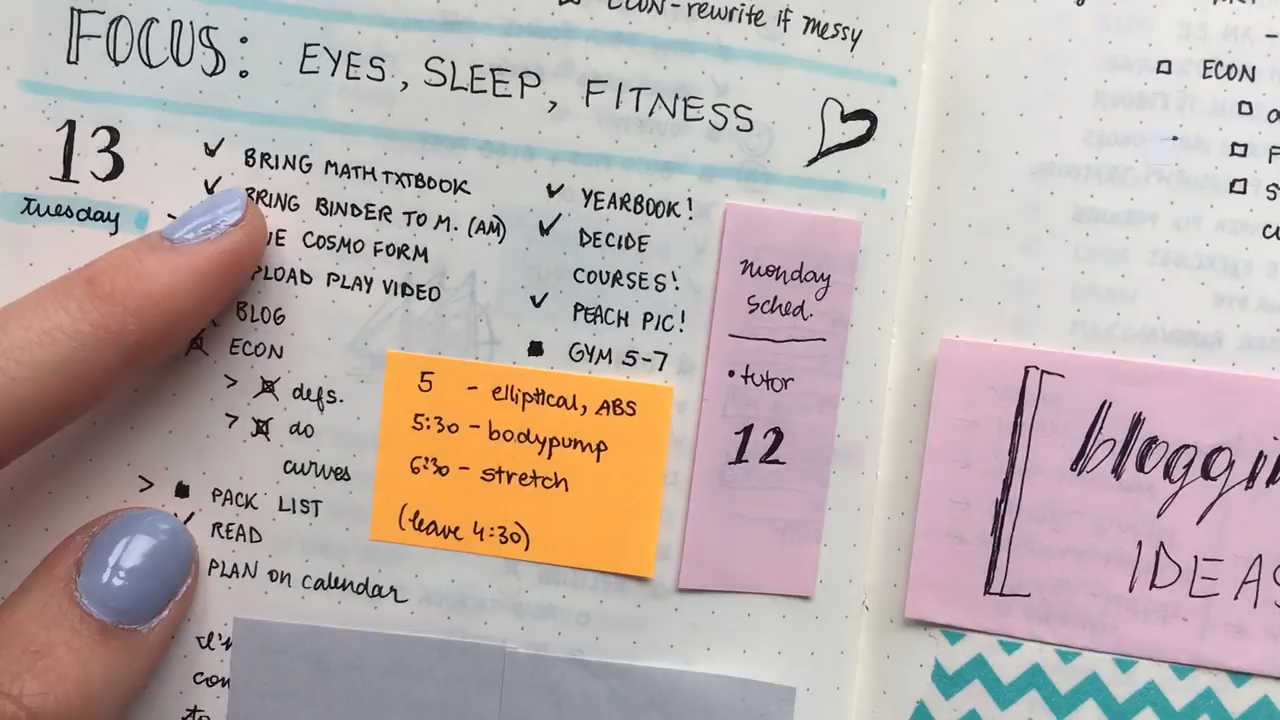 ECON - rewrite if messy
FOCUS: EYES, SLEEP, FITNESS
13
tuesday
BRING MATH TXTBOOK
BRING BINDER TO M. (AM)
COSMO FORM
PLOAD PLAY VIDEO
BLOG
ECON
> defs.
> do
curves
> PACK LIST
READ
PLAN on calendar
YEARBOOK!
DECIDE
COURSES!
PEACH PIC!
GYM 5-7
5 - elliptical, ABS
5:30 - bodypump
6:30 - stretch
(leave 4:30)
monday
sched.
• tutor
12
ECON
bloggin
IDEAS